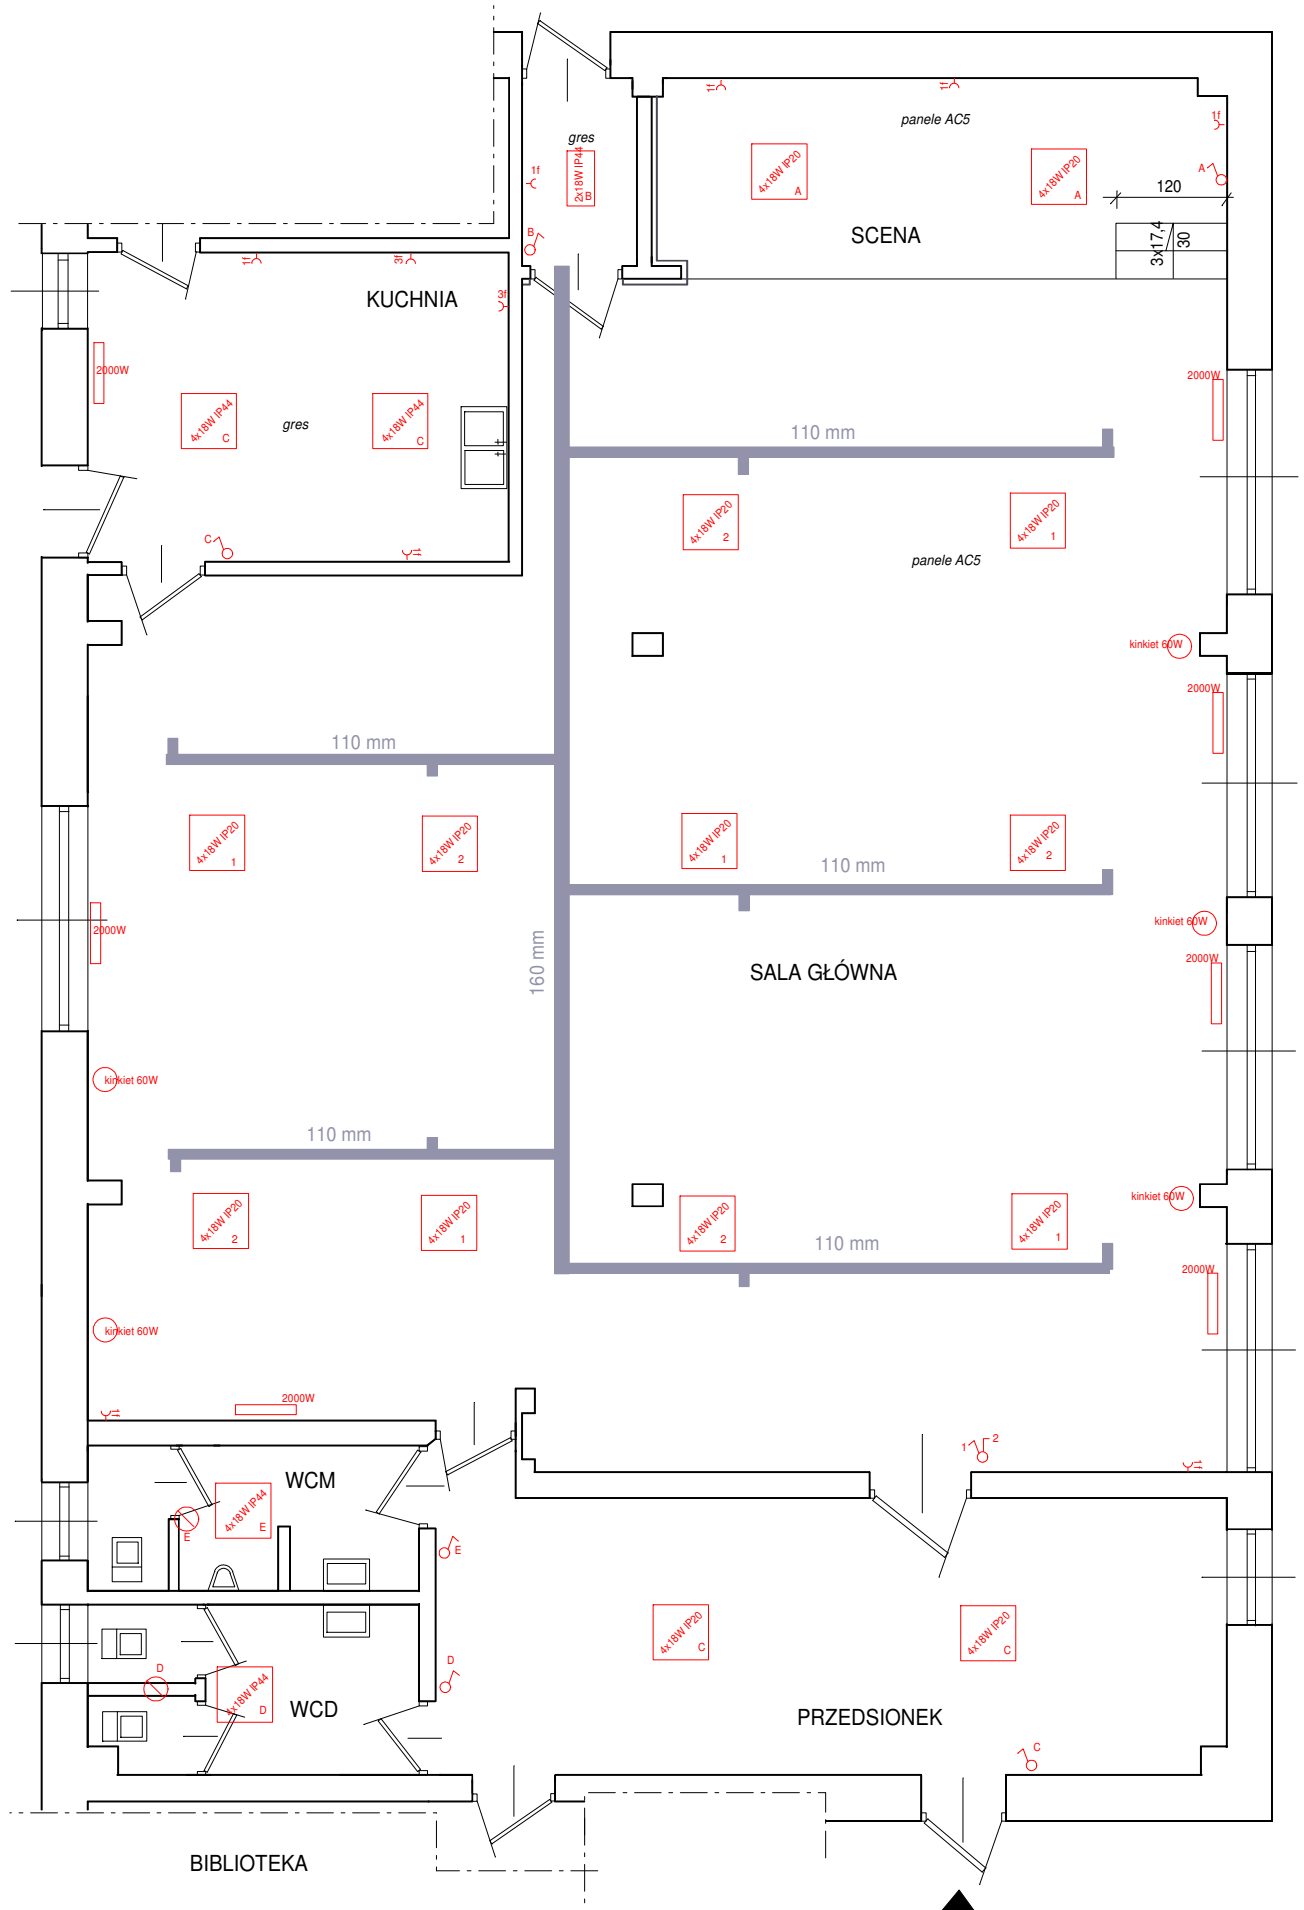 1f
1f
panele AC5
1f
gres
1f
2x18W IP44
B
4x18W IP20
A
4x18W IP20
A
A
120
B
SCENA
3x17,4
30
1f
3f
KUCHNIA
3f
2000W
2000W
4x18W IP44
C
4x18W IP44
C
gres
110 mm
4x18W IP20
2
4x18W IP20
1
C
1f
panele AC5
kinkiet 60W
2000W
110 mm
4x18W IP20
1
4x18W IP20
2
4x18W IP20
1
4x18W IP20
2
110 mm
2000W
kinkiet 60W
160 mm
SALA GŁÓWNA
2000W
kinkiet 60W
110 mm
kinkiet 60W
4x18W IP20
2
4x18W IP20
1
4x18W IP20
2
4x18W IP20
1
110 mm
2000W
kinkiet 60W
2000W
1f
1
2
1f
WCM
4x18W IP44
E
E
E
4x18W IP20
C
4x18W IP20
C
D
D
4x18W IP44
D
WCD
PRZEDSIONEK
C
BIBLIOTEKA